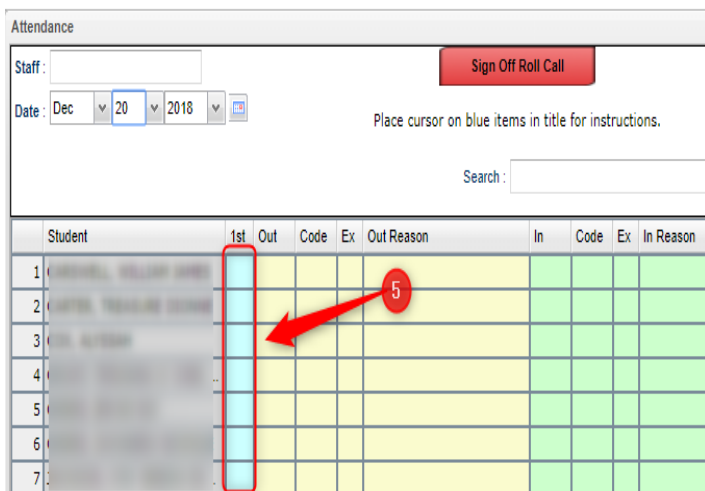 Attendance
Staff :
Sign Off Roll Call
Date : Dec 20 2018
Place cursor on blue items in title for instructions.
Search :
Student 1st Out Code Ex Out Reason In Code Ex In Reason
1
5
2
3
4 ..
5
6
7